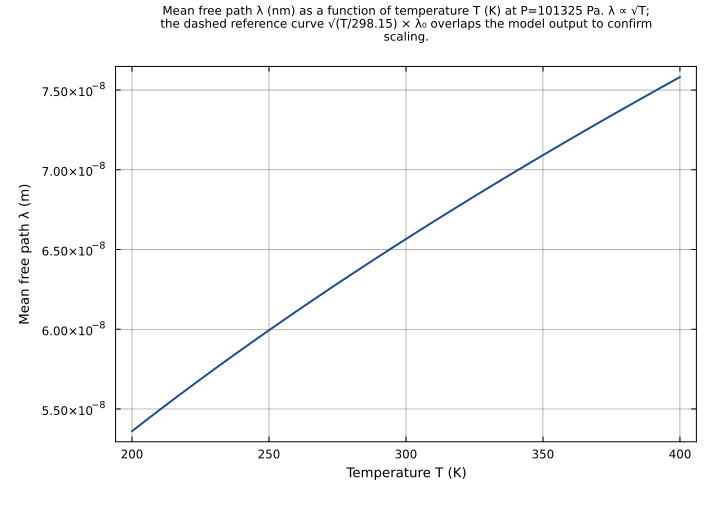 Mean free path λ (nm) as a function of temperature T (K) at P=101325 Pa. λ ∝ √T;
the dashed reference curve √(T/298.15) × λ₀ overlaps the model output to confirm
scaling.
7.50×10⁻⁸
7.00×10⁻⁸
6.50×10⁻⁸
6.00×10⁻⁸
5.50×10⁻⁸
Mean free path λ (m)
200 250 300 350 400
Temperature T (K)